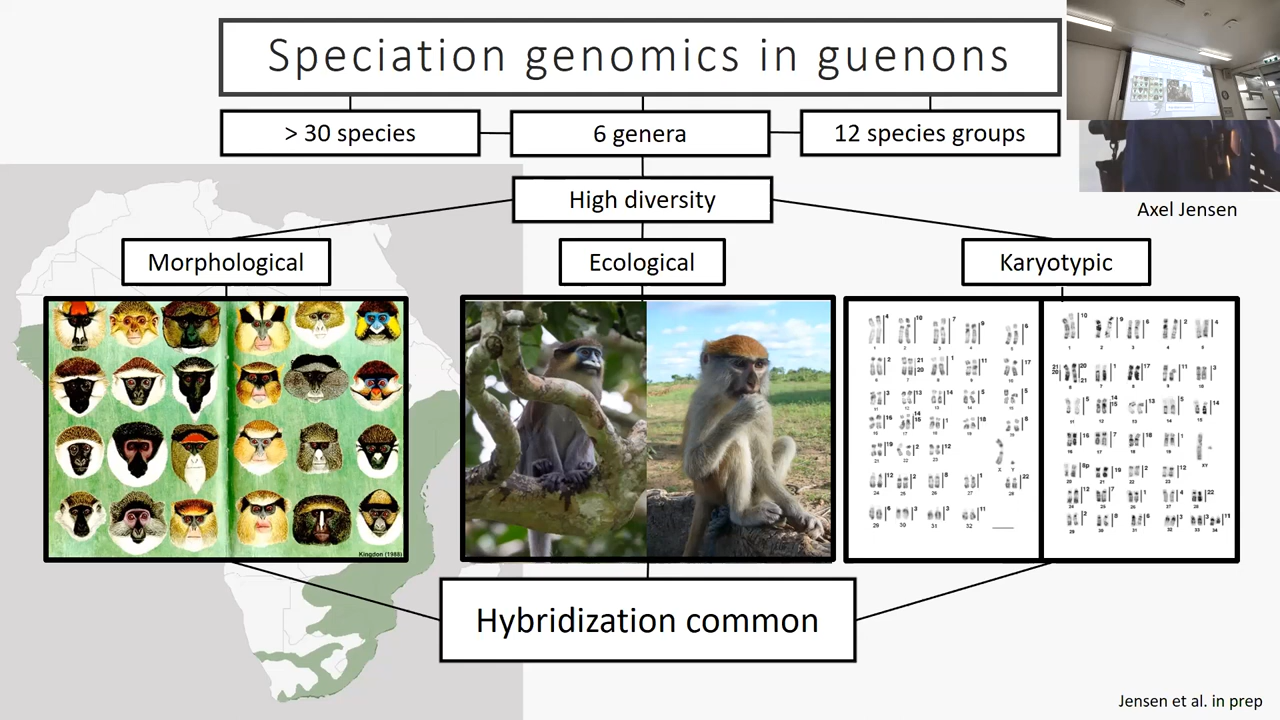 Speciation genomics in guenons
> 30 species
6 genera
12 species groups
High diversity
Axel Jensen
Morphological
Ecological
Karyotypic
Kingdon (1988)
Hybridization common
Jensen et al. in prep